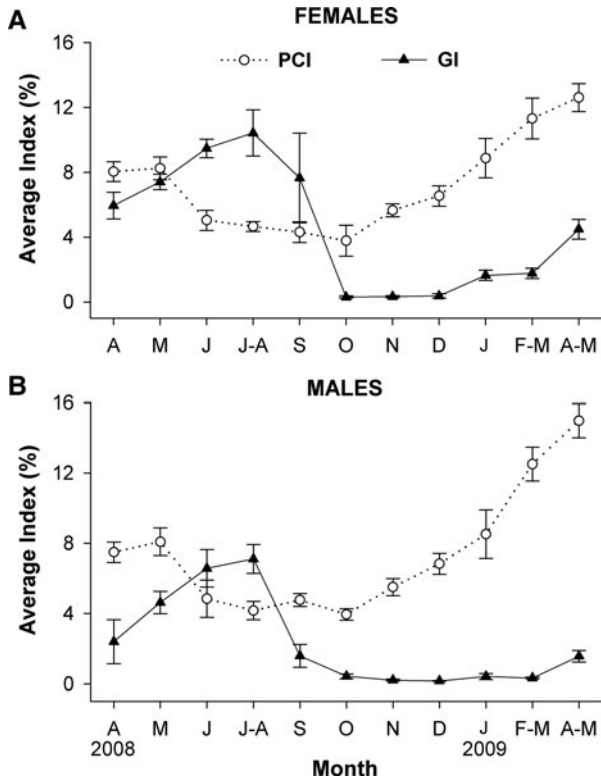 A
FEMALES
PCI GI
Average Index (%)
16
12
8
4
0
A M J J-A S O N D J F-M A-M
B
MALES
Average Index (%)
16
12
8
4
0
A M J J-A S O N D J F-M A-M
2008 2009
Month